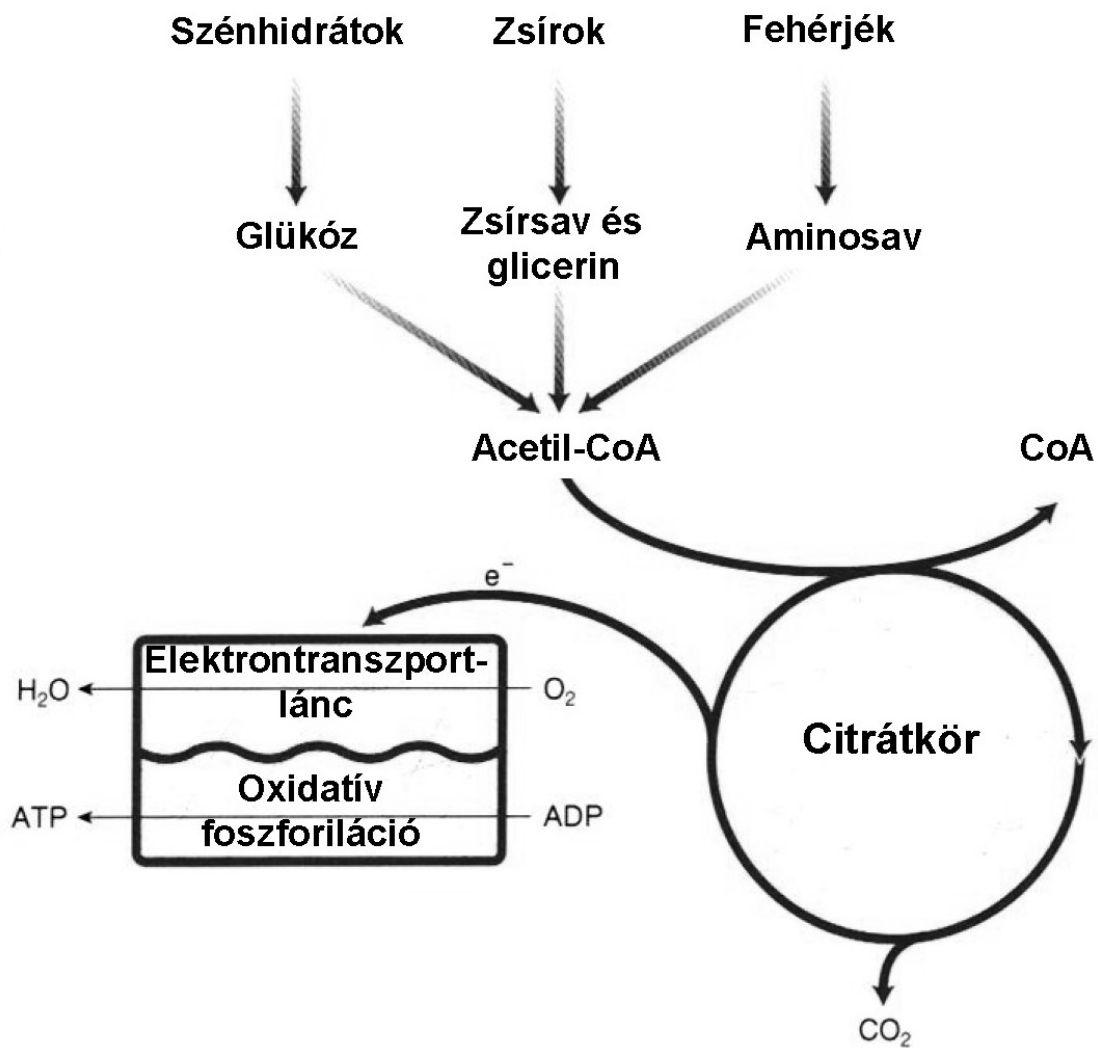 Szénhidrátok
Zsírok
Fehérjék
Glükóz
Zsírsav és
glicerin
Aminosav
Acetil-CoA
CoA
e⁻
Elektrontranszport-
lánc
H₂O
O₂
Citrátkör
Oxidatív
foszforiláció
ATP
ADP
CO₂